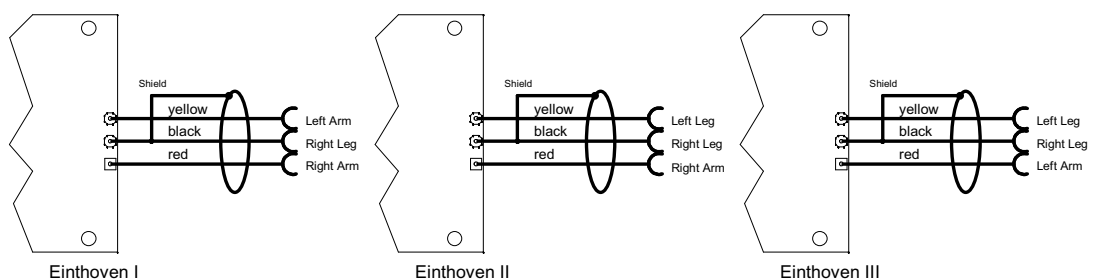 Shield
yellow
Left Arm
black
Right Leg
red
Right Arm
Einthoven I
Shield
yellow
Left Leg
black
Right Leg
red
Right Arm
Einthoven II
Shield
yellow
Left Leg
black
Right Leg
red
Left Arm
Einthoven III